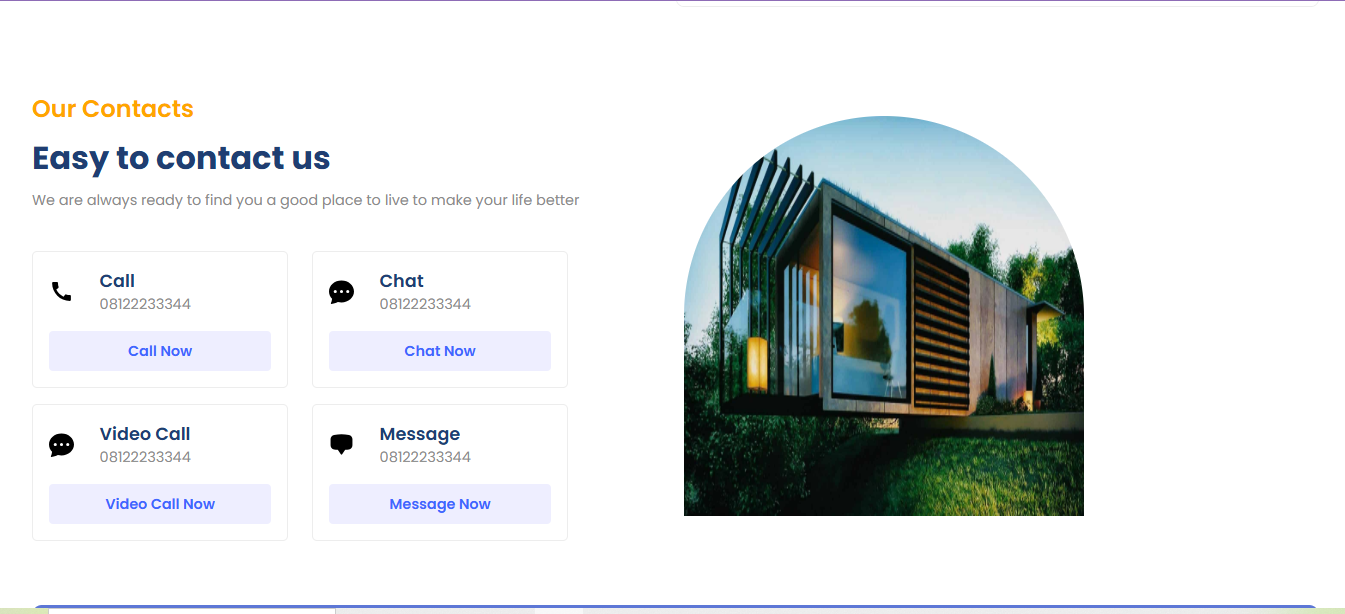 Our Contacts
Easy to contact us
We are always ready to find you a good place to live to make your life better
Call
08122233344
Call Now
Chat
08122233344
Chat Now
Video Call
08122233344
Video Call Now
Message
08122233344
Message Now